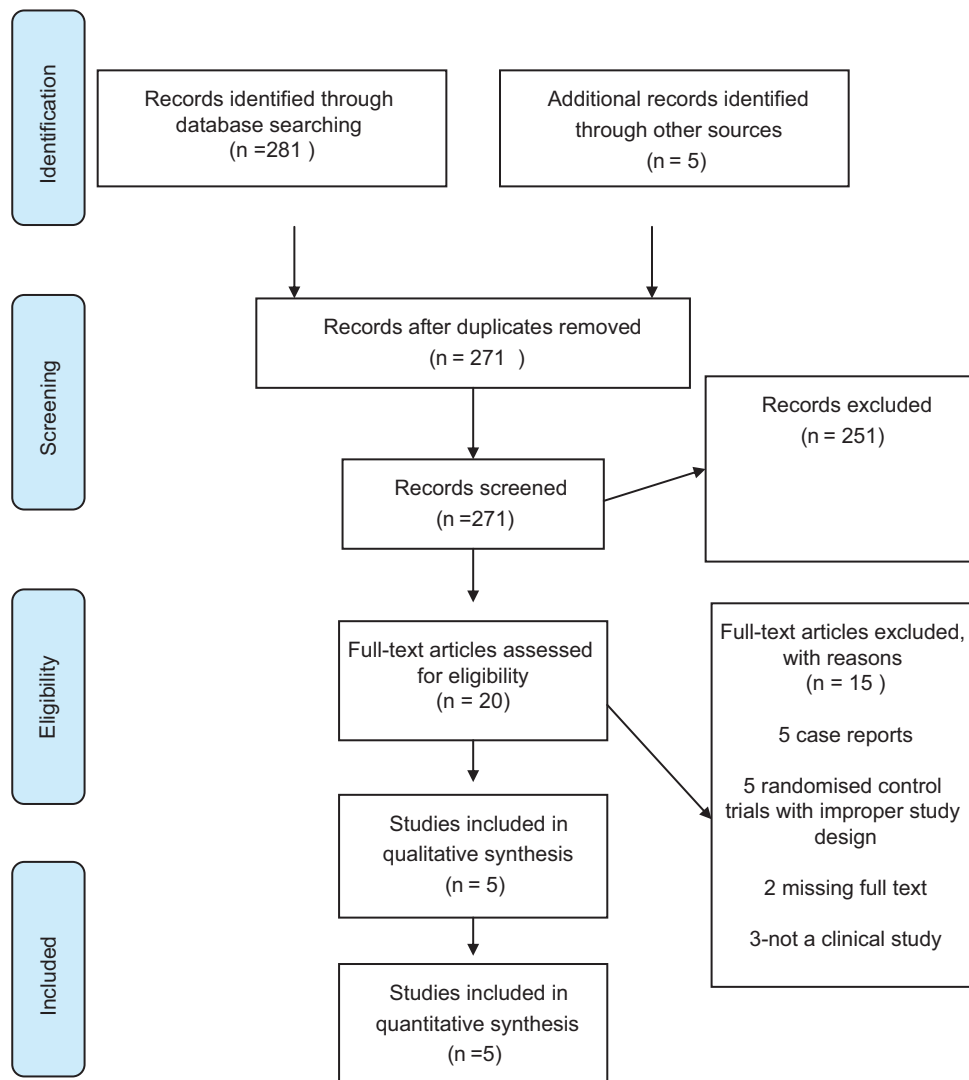 Identification
Records identified through
database searching
(n =281 )
Additional records identified
through other sources
(n = 5)
Screening
Records after duplicates removed
(n = 271 )
Records excluded
(n = 251)
Records screened
(n =271)
Eligibility
Full-text articles assessed
for eligibility
(n = 20)
Full-text articles excluded,
with reasons
(n = 15 )
5 case reports
5 randomised control
trials with improper study
design
2 missing full text
3-not a clinical study
Studies included in
qualitative synthesis
(n = 5)
Included
Studies included in
quantitative synthesis
(n =5)